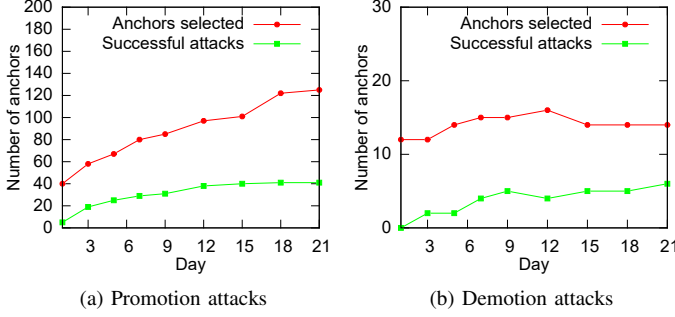 200
180
160
140
120
100
80
60
40
20
0
Number of anchors
Anchors selected
Successful attacks
3 6 9 12 15 18 21
Day
(a) Promotion attacks
30
20
10
0
Number of anchors
Anchors selected
Successful attacks
3 6 9 12 15 18 21
Day
(b) Demotion attacks